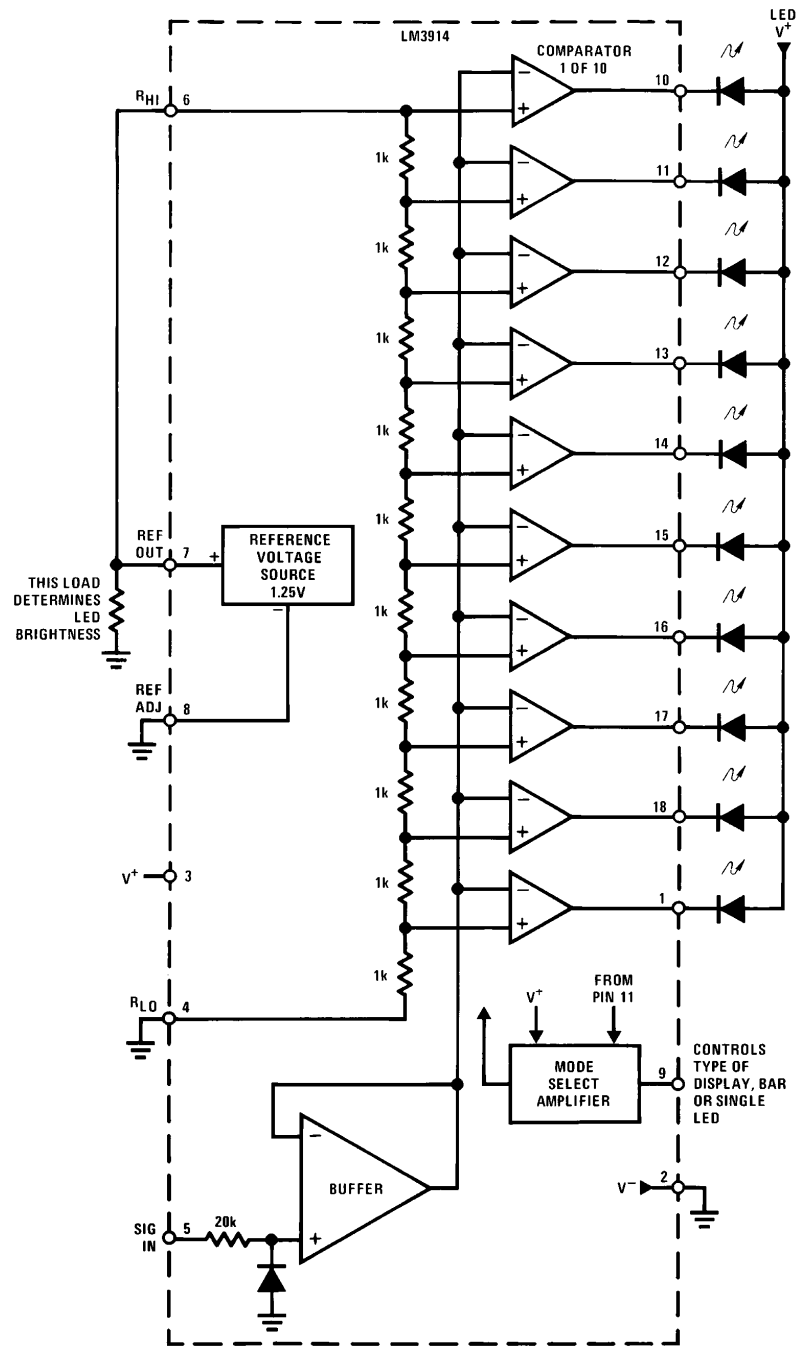 LED
V+
LM3914
COMPARATOR
1 OF 10
−
+
10
RHI
6
1k
−
+
11
1k
−
+
12
1k
−
+
13
1k
−
+
14
1k
−
+
15
REF
OUT
7
+
REFERENCE
VOLTAGE
SOURCE
1.25V
−
THIS LOAD
DETERMINES
LED
BRIGHTNESS
1k
−
+
16
1k
−
+
17
REF
ADJ
8
1k
−
+
18
1k
−
+
1
V+
3
1k
RLO
4
V+
FROM
PIN 11
MODE
SELECT
AMPLIFIER
9
CONTROLS
TYPE OF
DISPLAY, BAR
OR SINGLE
LED
−
BUFFER
+
V−
2
SIG
IN
5
20k